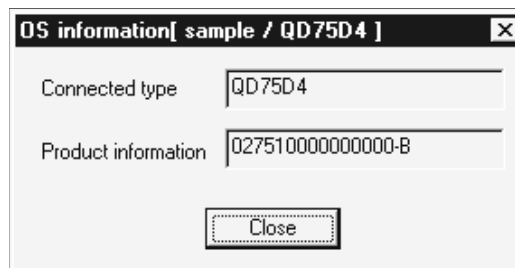 OS information[ sample / QD75D4 ]
Connected type QD75D4
Product information 027510000000000-B
Close